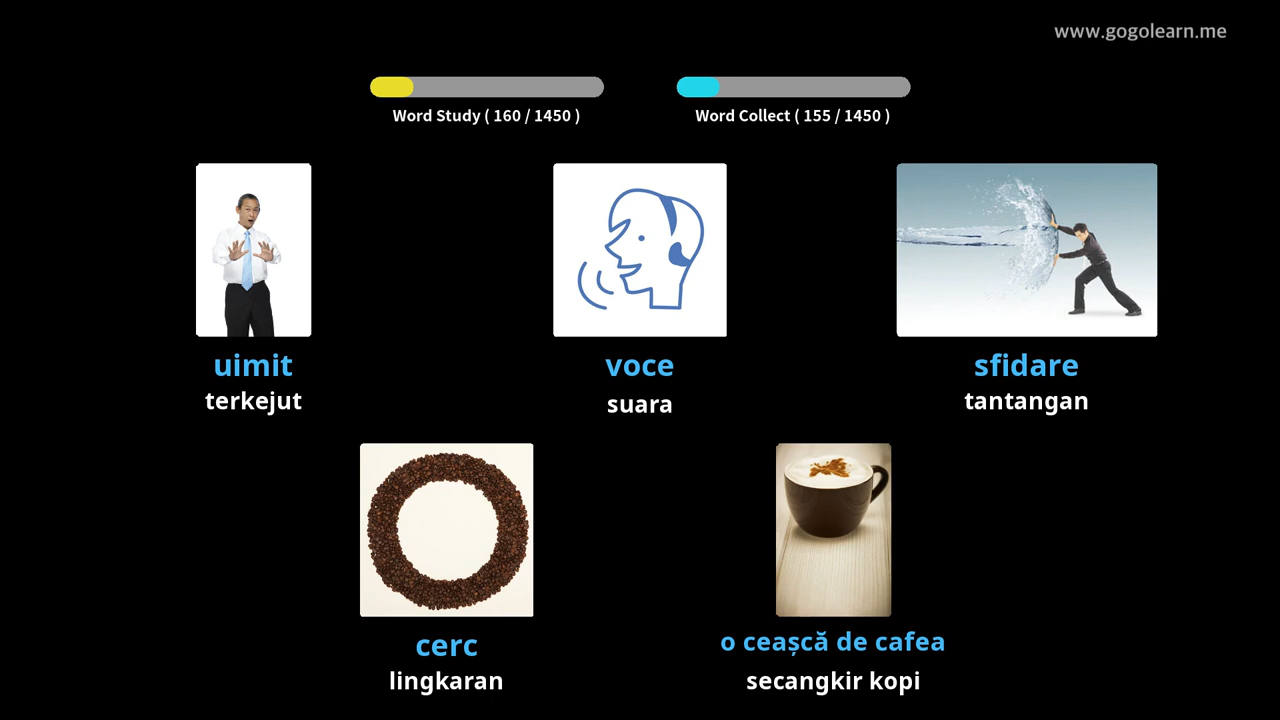 www.gogolearn.me
Word Study ( 160 / 1450 )
Word Collect ( 155 / 1450 )
uimit
terkejut
voce
suara
sfidare
tantangan
cerc
lingkaran
o ceașcă de cafea
secangkir kopi